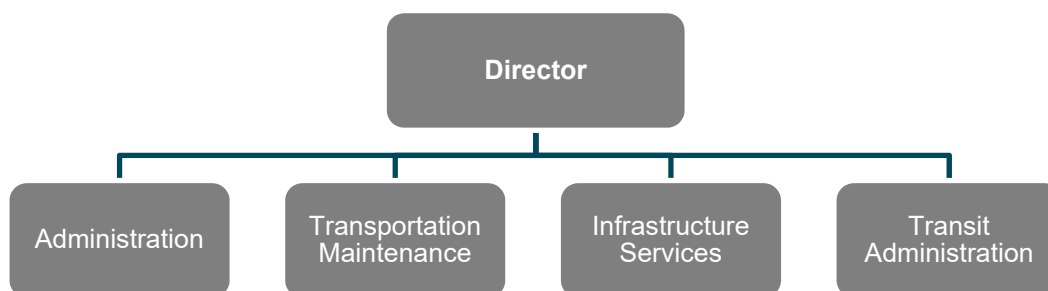 Director
Administration
Transportation
Maintenance
Infrastructure
Services
Transit
Administration